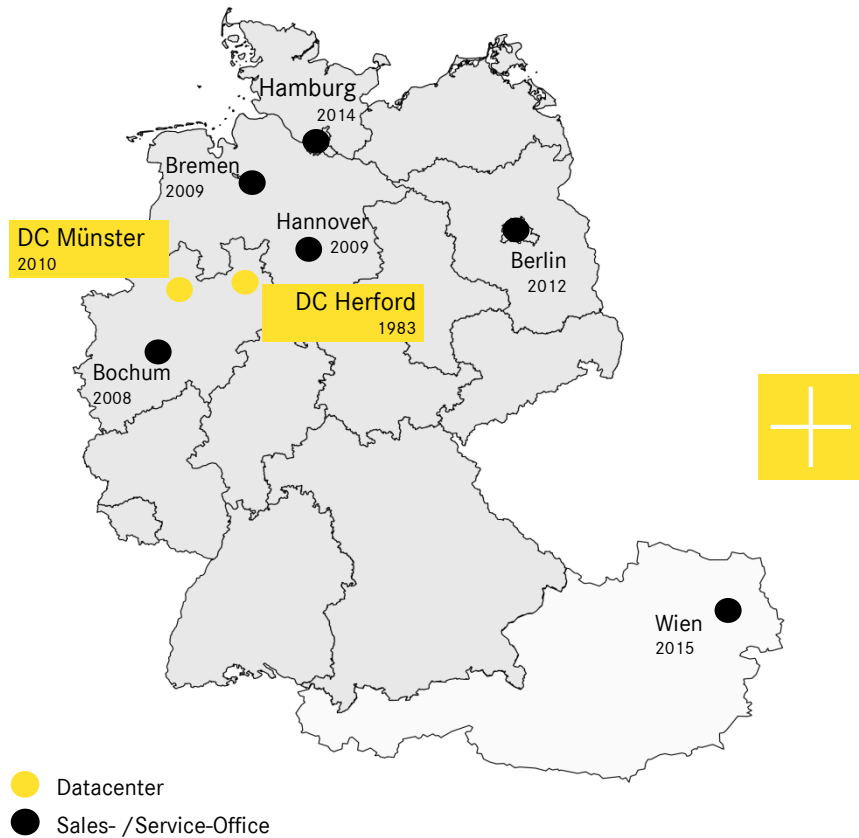 Hamburg
2014
Bremen
2009
Hannover
2009
DC Münster
2010
Berlin
2012
DC Herford
1983
Bochum
2008
Wien
2015
Datacenter
Sales- /Service-Office